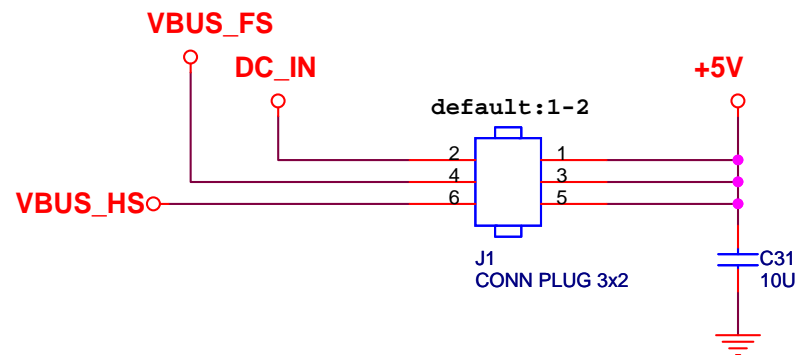 VBUS_FS
DC_IN
+5V
default:1-2
2 1
4 3
6 5
VBUS_HS
J1
CONN PLUG 3x2
C31
10U